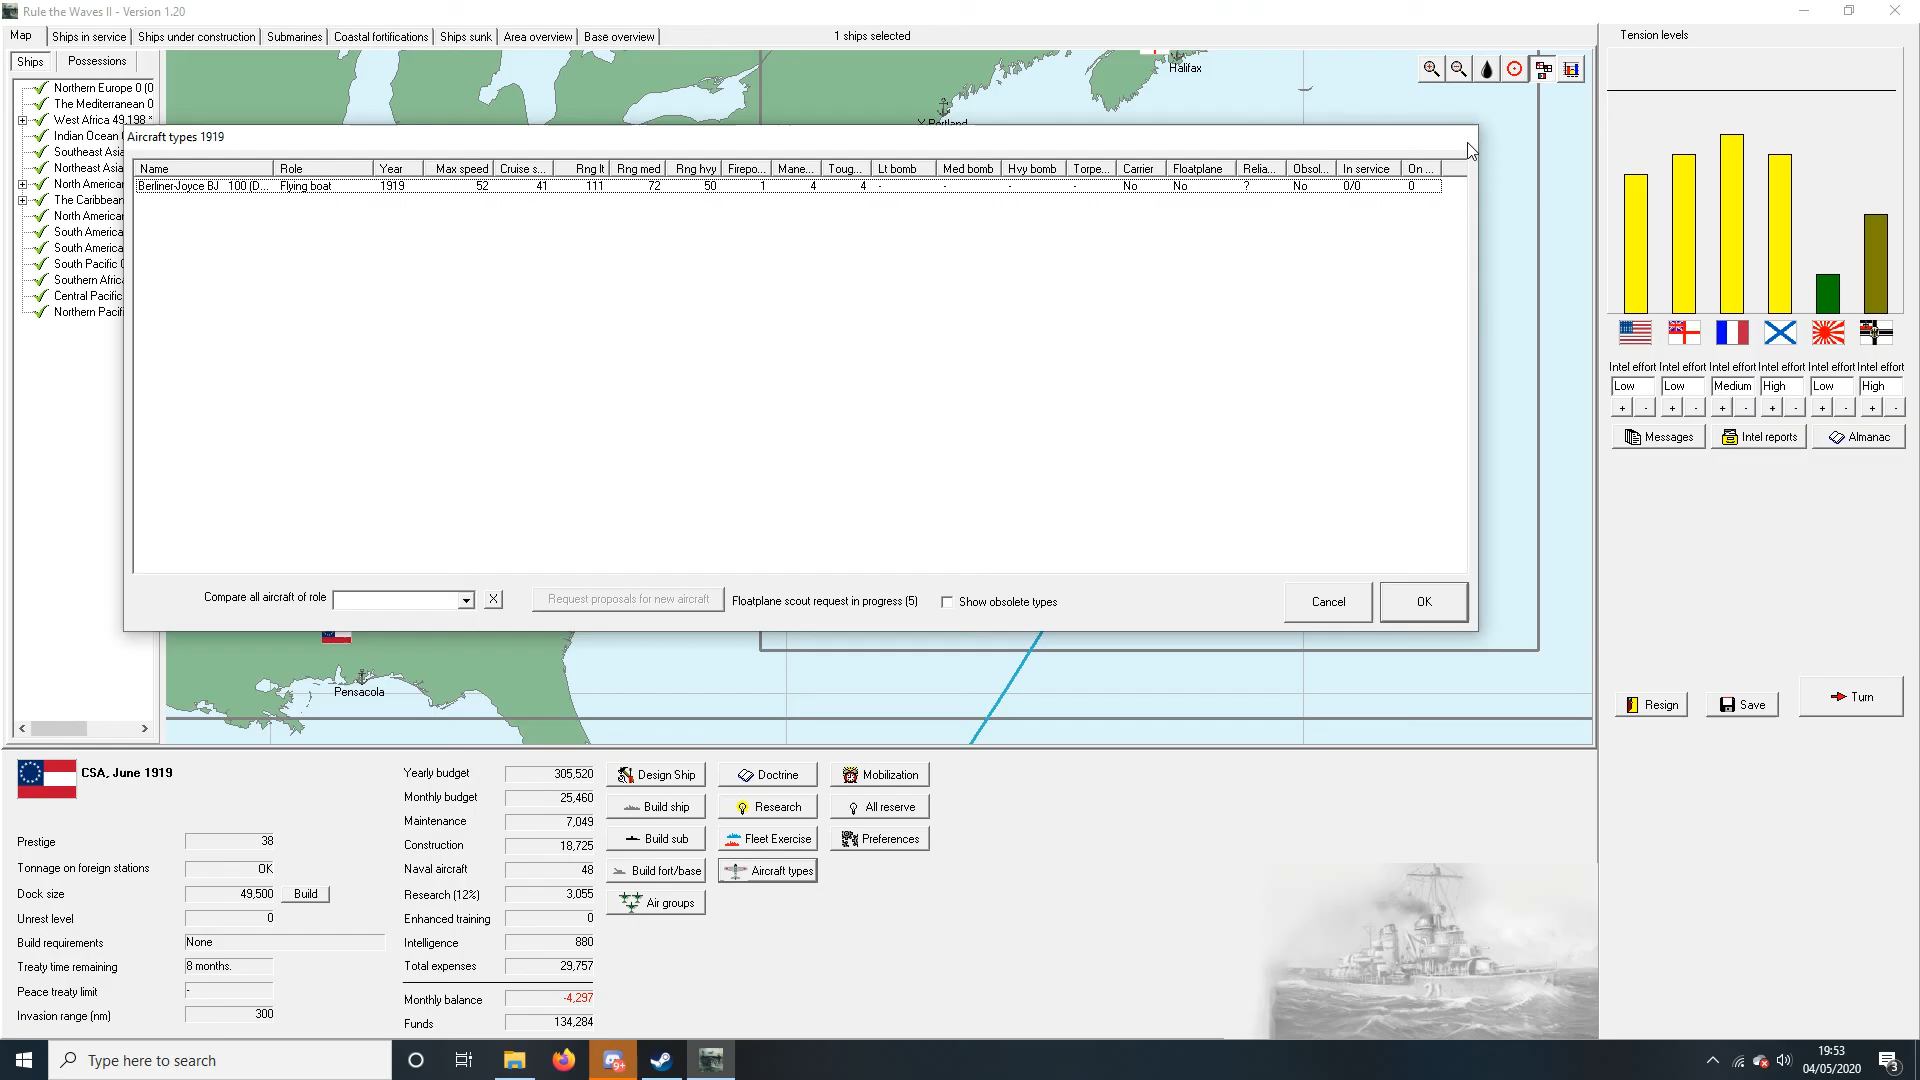 Rule the Waves II - Version 1.20
Map
Ships in service
Ships under construction
Submarines
Coastal fortifications
Ships sunk
Area overview
Base overview
1 ships selected
Tension levels
Ships
Possessions
Northern Europe 0 (0
The Mediterranean 0
West Africa 49,198 *
Indian Ocean
Southeast Asia
Northeast Asia
North American
The Caribbean
North American
South America
South America
South Pacific
Southern Africa
Central Pacific
Northern Pacifi
Halifax
Portland
Aircraft types 1919
Name Role Year Max speed Cruise s... Rng lt Rng med Rng hvy Firepo... Mane... Toug... Lt bomb Med bomb Hvy bomb Torpe... Carrier Floatplane Relia... Obsol... In service On ...
Berliner-Joyce BJ 100 (D... Flying boat 1919 52 41 111 72 50 1 4 4 - - - - No No ? No 0/0 0
Compare all aircraft of role
X
Request proposals for new aircraft
Floatplane scout request in progress (5)
Show obsolete types
Cancel
OK
Pensacola
Intel effort Intel effort Intel effort Intel effort Intel effort Intel effort
Low Low Medium High Low High
+ - + - + - + - + - + -
Messages
Intel reports
Almanac
Resign
Save
Turn
CSA, June 1919
Prestige 38
Tonnage on foreign stations OK
Dock size 49,500 Build
Unrest level 0
Build requirements None
Treaty time remaining 8 months.
Peace treaty limit -
Invasion range (nm) 300
Yearly budget 305,520
Monthly budget 25,460
Maintenance 7,049
Construction 18,725
Naval aircraft 48
Research (12%) 3,055
Enhanced training 0
Intelligence 880
Total expenses 29,757
Monthly balance -4,297
Funds 134,284
Design Ship
Doctrine
Mobilization
Build ship
Research
All reserve
Build sub
Fleet Exercise
Preferences
Build fort/base
Aircraft types
Air groups
Type here to search
9+
19:53
04/05/2020
3